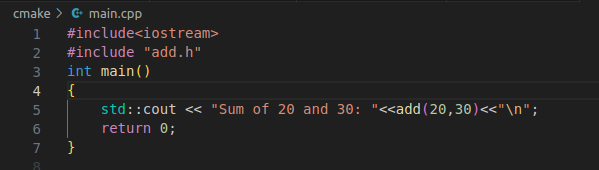 cmake > main.cpp
1 #include<iostream>
2 #include "add.h"
3 int main()
4 {
5 std::cout << "Sum of 20 and 30: "<<add(20,30)<<"\n";
6 return 0;
7 }
8